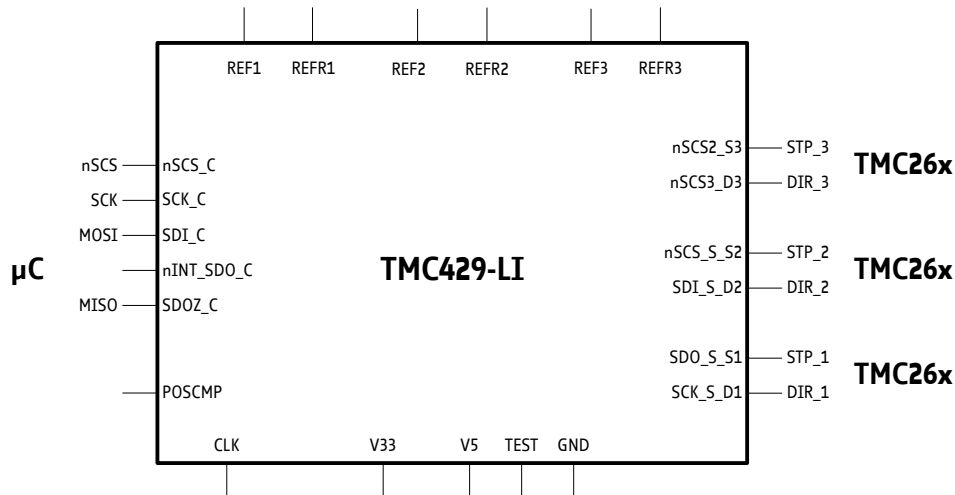 REF1 REFR1 REF2 REFR2 REF3 REFR3
nSCS nSCS_C
SCK SCK_C
MOSI SDI_C
µC nINT_SDO_C
MISO SDOZ_C
POSCMP
TMC429-LI
nSCS2_S3 STP_3
nSCS3_D3 DIR_3
TMC26x
nSCS_S_S2 STP_2
SDI_S_D2 DIR_2
TMC26x
SDO_S_S1 STP_1
SCK_S_D1 DIR_1
TMC26x
CLK V33 V5 TEST GND